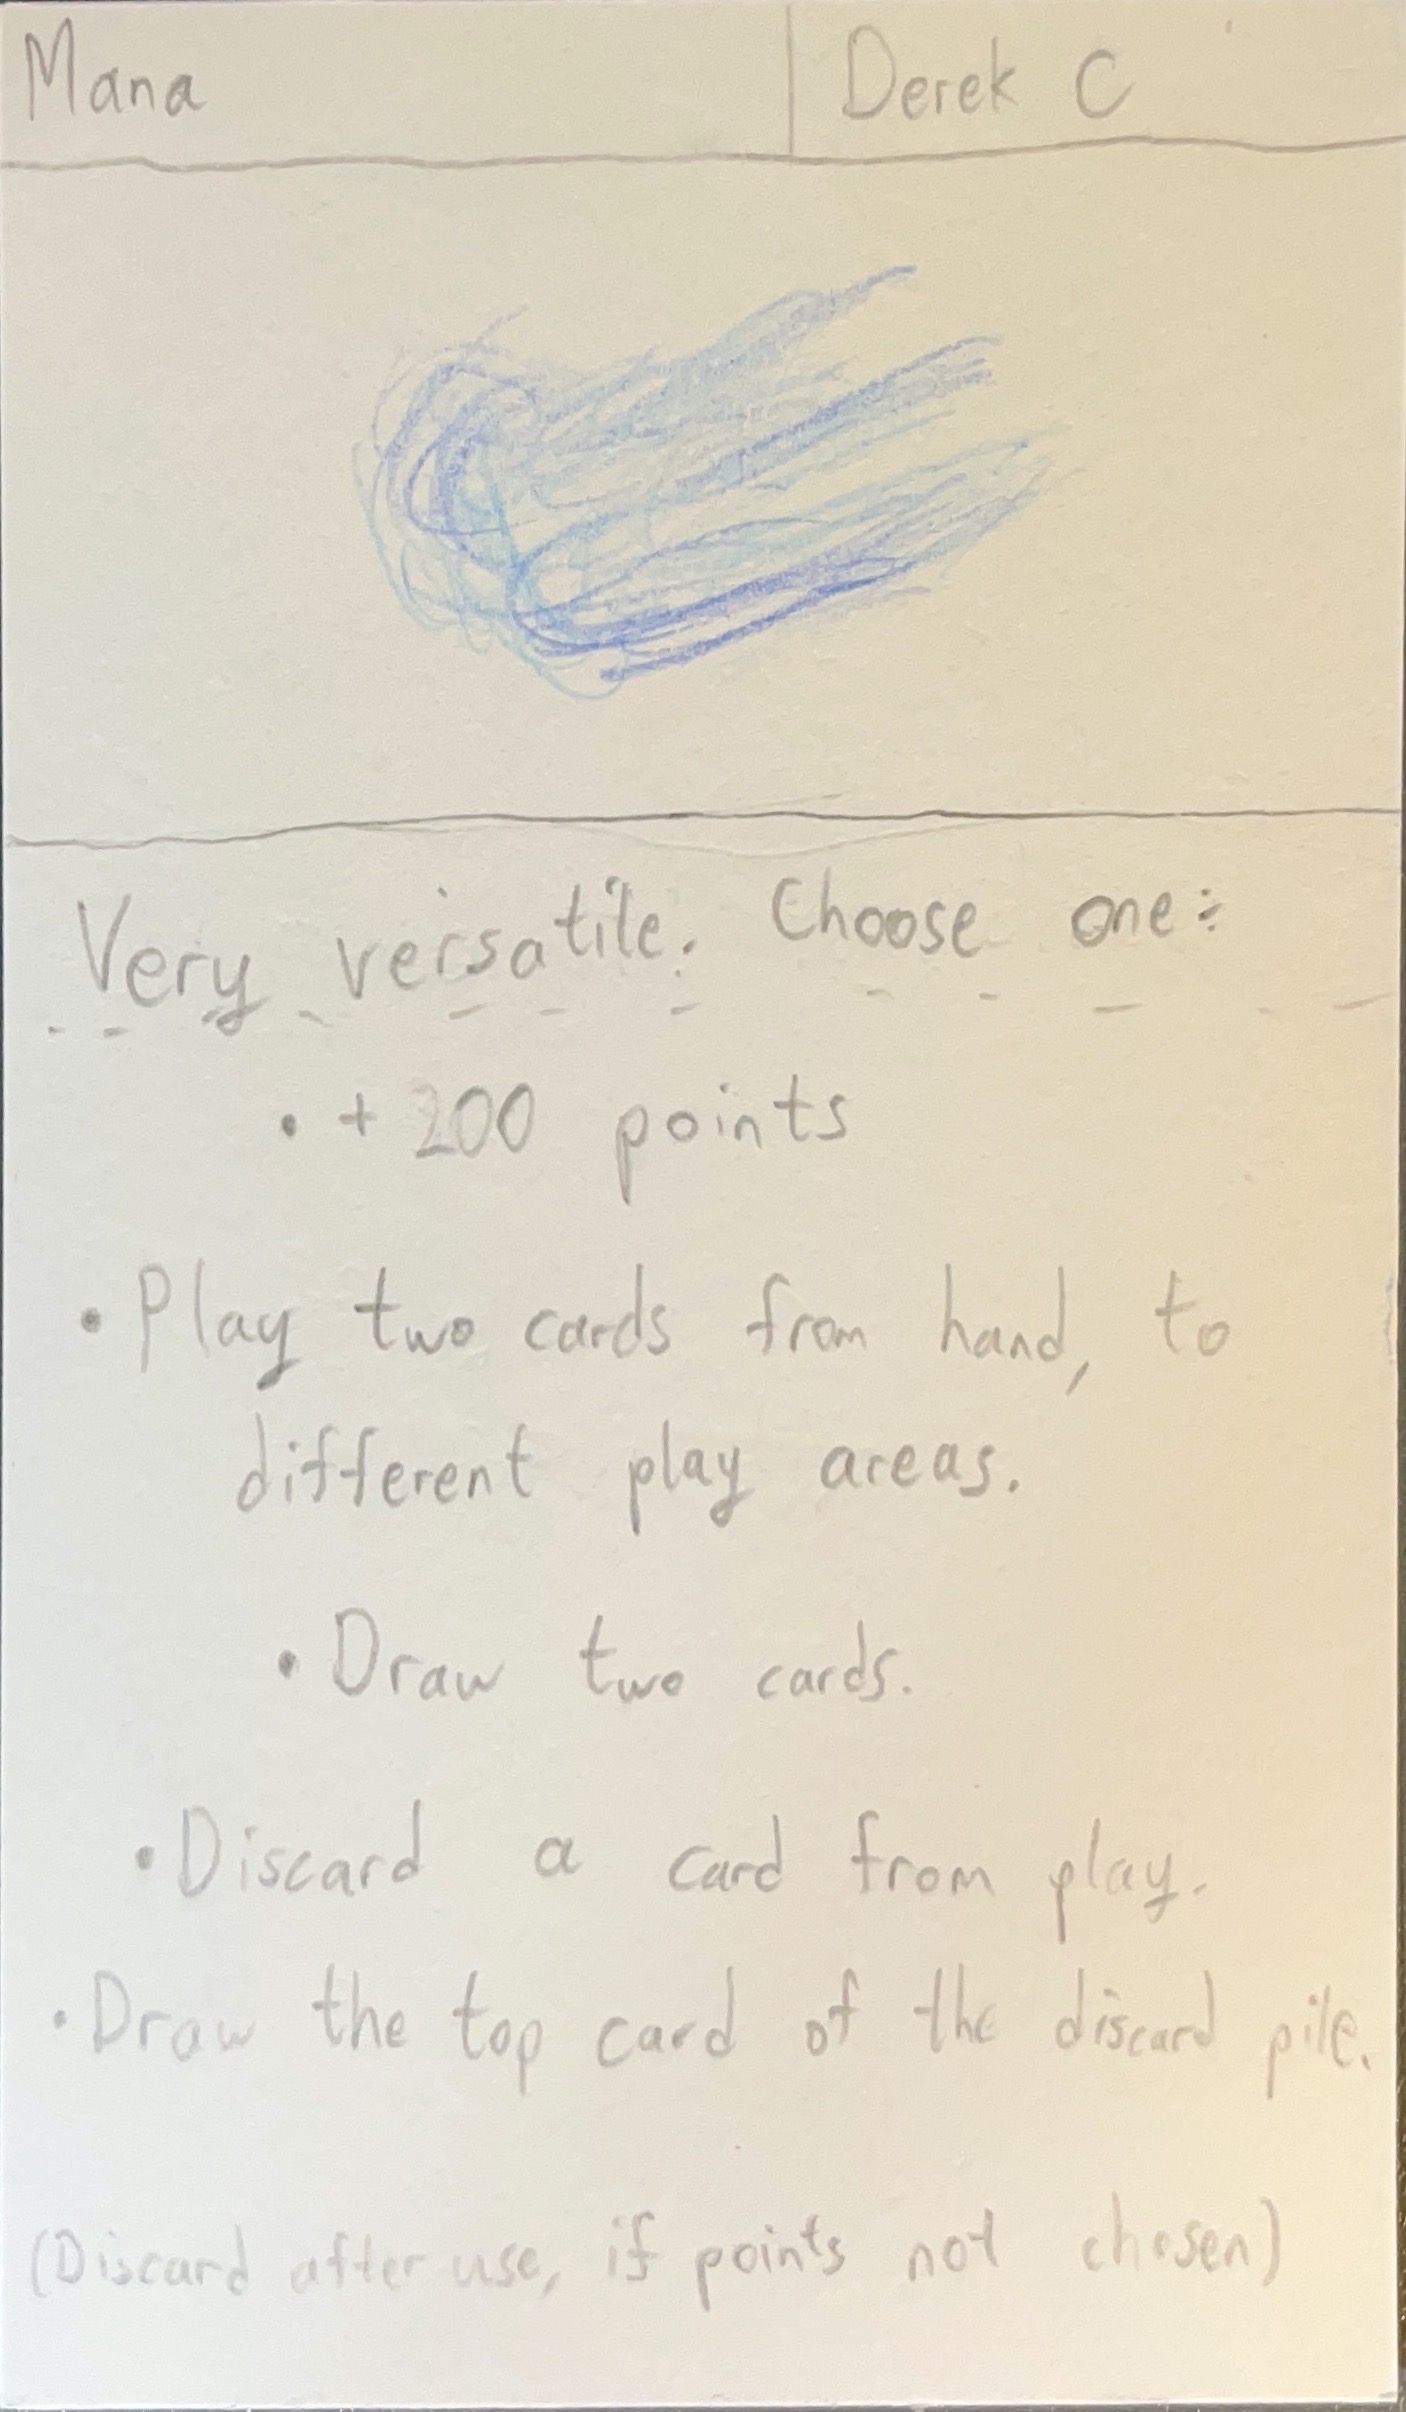 Mana Derek C
Very versatile. Choose one:
• + 200 points
• Play two cards from hand, to
different play areas.
• Draw two cards.
• Discard a card from play.
• Draw the top card of the discard pile.
(Discard after use, if points not chosen)